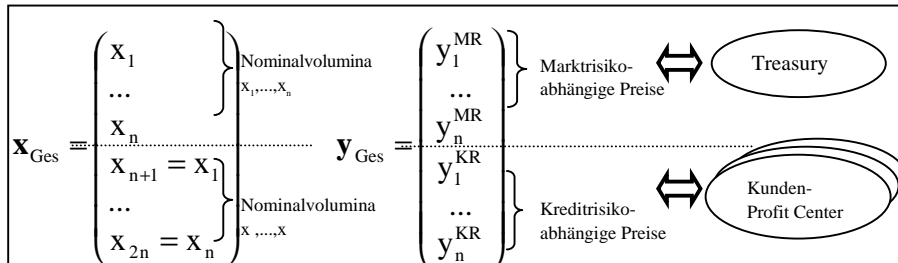 x_Ges =
x_1
...
x_n
x_{n+1} = x_1
...
x_{2n} = x_n
Nominalvolumina
x_1,...,x_n
Nominalvolumina
x ,...,x
y_Ges =
y_1^MR
...
y_n^MR
y_1^KR
...
y_n^KR
Marktrisiko-
abhängige Preise
Kreditrisiko-
abhängige Preise
Treasury
Kunden-
Profit Center